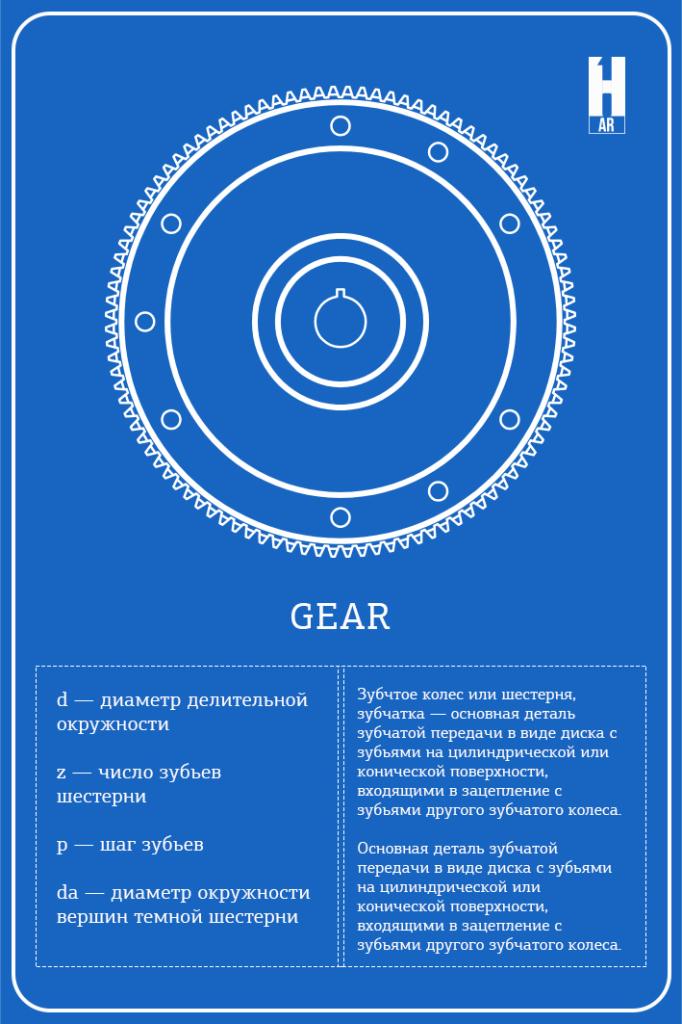 H
AR
GEAR
d — диаметр делительной
окружности
z — число зубьев
шестерни
p — шаг зубьев
da — диаметр окружности
вершин темной шестерни
Зубчтое колес или шестерня,
зубчатка — основная деталь
зубчатой передачи в виде диска с
зубьями на цилиндрической или
конической поверхности,
входящими в зацепление с
зубьями другого зубчатого колеса.
Основная деталь зубчатой
передачи в виде диска с зубьями
на цилиндрической или
конической поверхности,
входящими в зацепление с
зубьями другого зубчатого колеса.